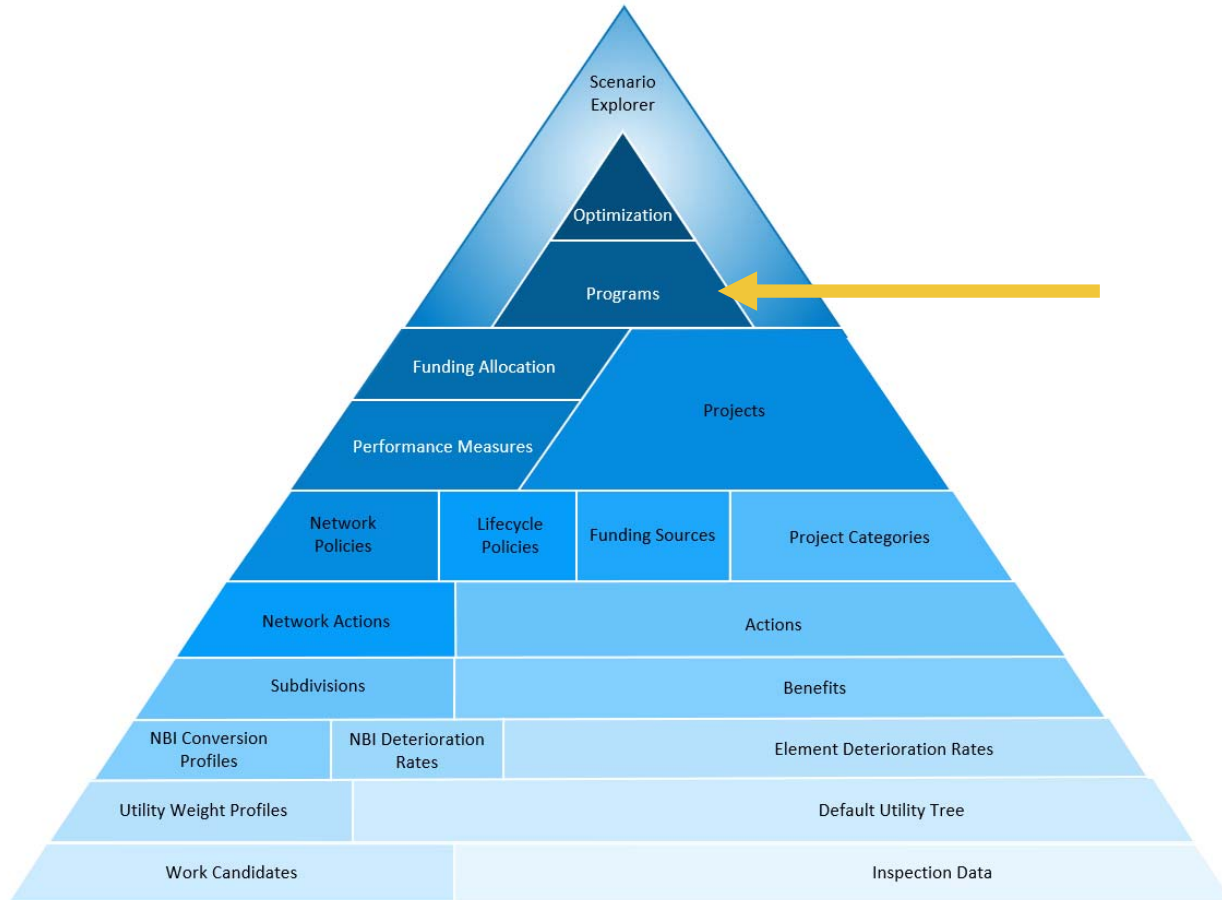 Scenario
Explorer
Optimization
Programs
Funding Allocation
Projects
Performance Measures
Network
Policies
Lifecycle
Policies
Funding Sources
Project Categories
Network Actions
Actions
Subdivisions
Benefits
NBI Conversion
Profiles
NBI Deterioration
Rates
Element Deterioration Rates
Utility Weight Profiles
Default Utility Tree
Work Candidates
Inspection Data